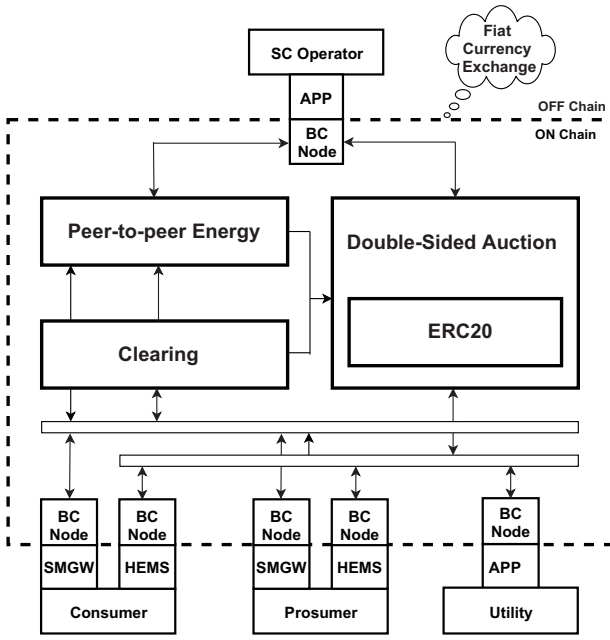 Fiat
Currency
Exchange
SC Operator
APP
OFF Chain
ON Chain
BC
Node
Peer-to-peer Energy
Double-Sided Auction
ERC20
Clearing
BC
Node
BC
Node
BC
Node
BC
Node
BC
Node
SMGW
HEMS
SMGW
HEMS
APP
Consumer
Prosumer
Utility